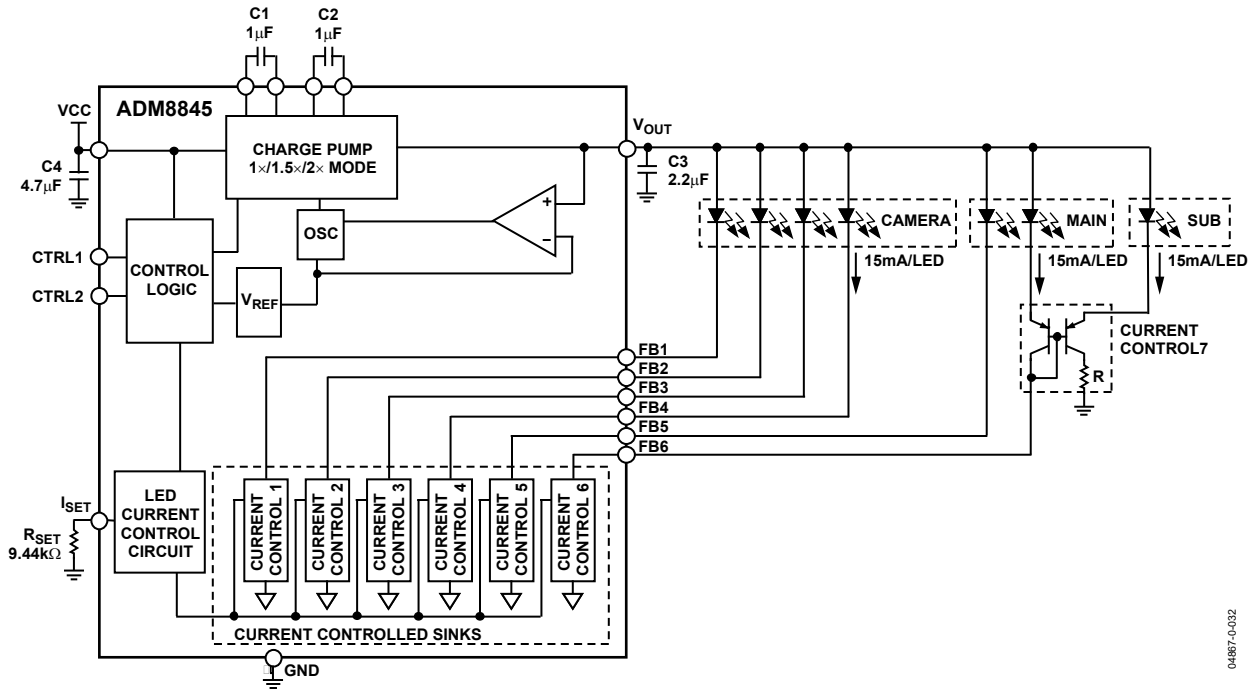 C1
1μF
C2
1μF
ADM8845
VCC
C4
4.7μF
CHARGE PUMP
1×/1.5×/2× MODE
VOUT
C3
2.2μF
OSC
+
–
CAMERA
MAIN
SUB
15mA/LED
15mA/LED
15mA/LED
CTRL1
CTRL2
CONTROL
LOGIC
VREF
CURRENT
CONTROL7
R
FB1
FB2
FB3
FB4
FB5
FB6
ISET
RSET
9.44kΩ
LED
CURRENT
CONTROL
CIRCUIT
CURRENT
CONTROL 1
CURRENT
CONTROL 2
CURRENT
CONTROL 3
CURRENT
CONTROL 4
CURRENT
CONTROL 5
CURRENT
CONTROL 6
CURRENT CONTROLLED SINKS
GND
04867-0-032